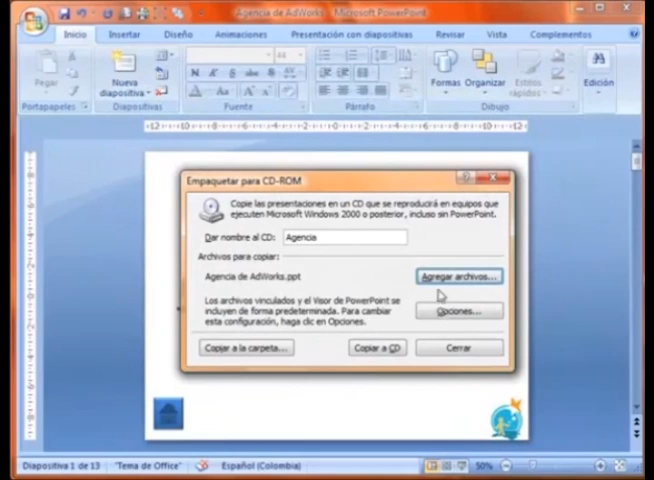 Agencia de AdWorks - Microsoft PowerPoint
Inicio Insertar Diseño Animaciones Presentación con diapositivas Revisar Vista Complementos
Pegar
Nueva
diapositiva
Formas Organizar Estilos
rápidos
Edición
N K S abc S AV
Aa A A
Portapapeles Diapositivas Fuente Párrafo Dibujo
Empaquetar para CD-ROM
Copie las presentaciones en un CD que se reproducirá en equipos que
ejecuten Microsoft Windows 2000 o posterior, incluso sin PowerPoint.
Dar nombre al CD: Agencia
Archivos para copiar:
Agencia de AdWorks.ppt
Agregar archivos...
Los archivos vinculados y el Visor de PowerPoint se
incluyen de forma predeterminada. Para cambiar
esta configuración, haga clic en Opciones.
Opciones...
Copiar a la carpeta... Copiar a CD Cerrar
Diapositiva 1 de 13 "Tema de Office" Español (Colombia) 50%